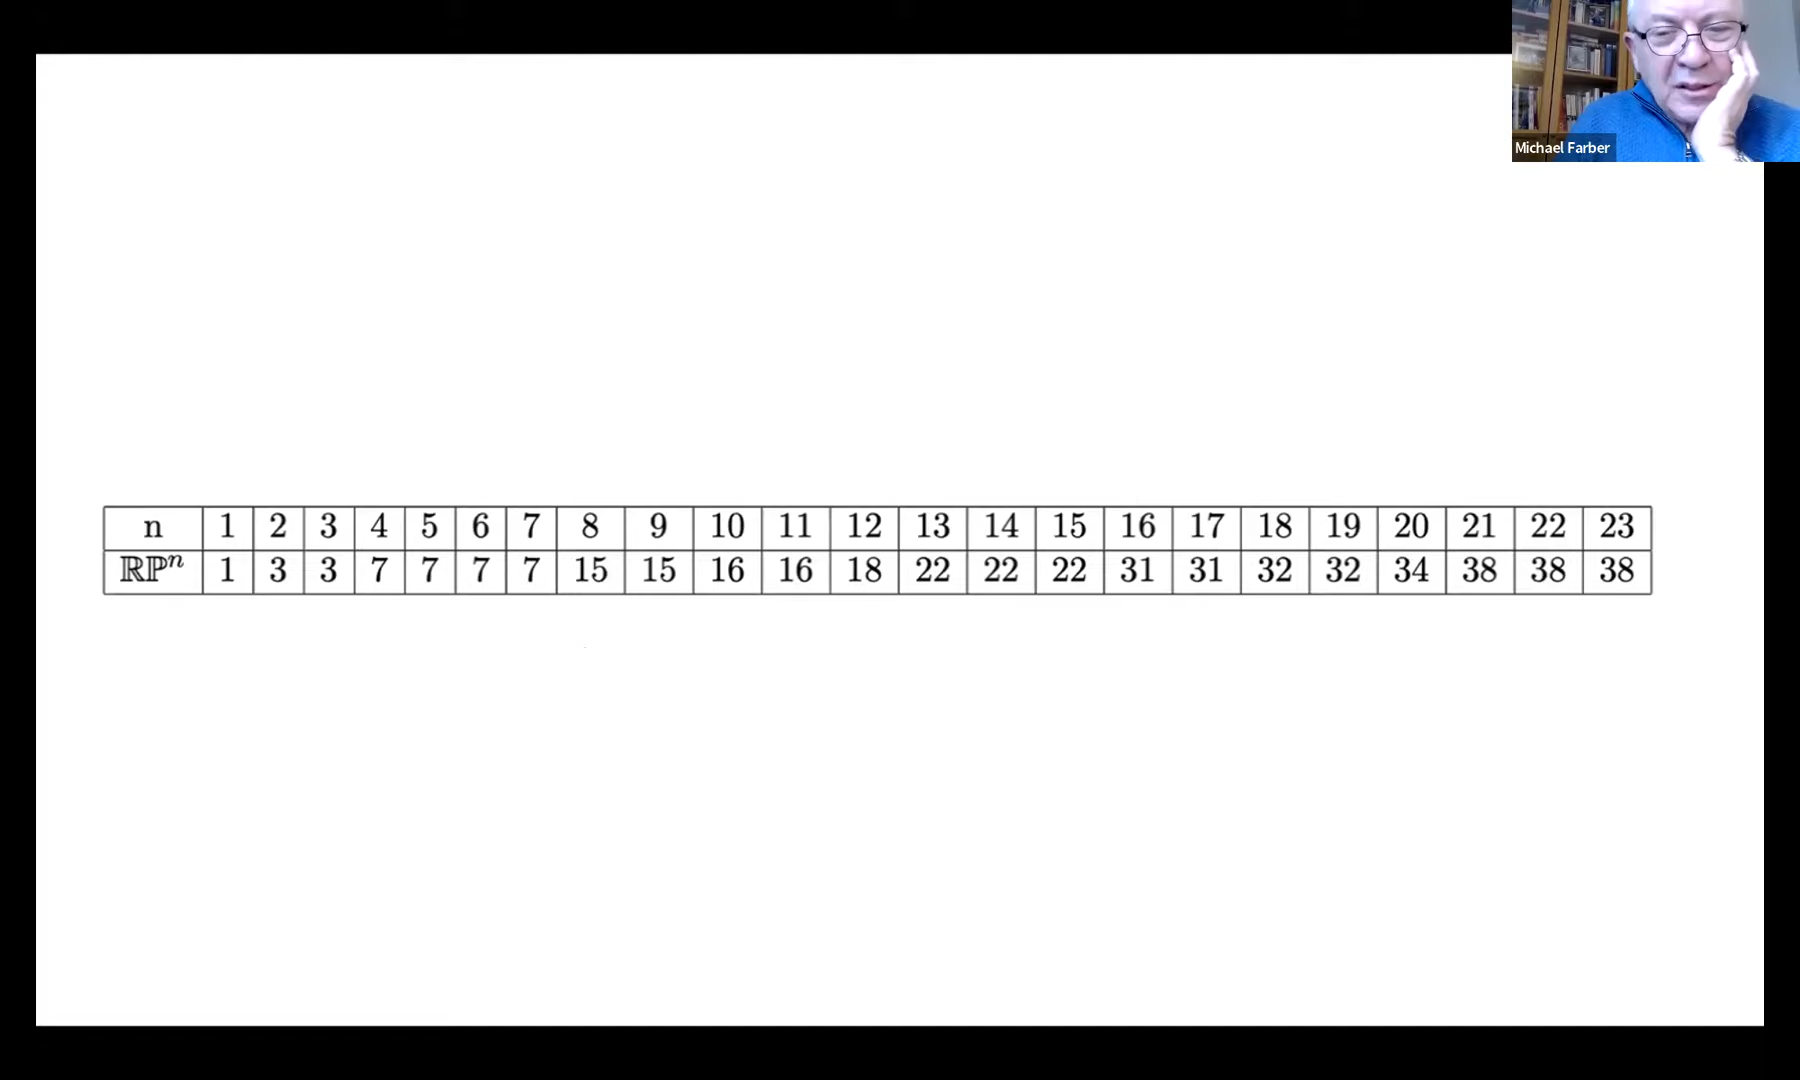 Michael Farber
n 1 2 3 4 5 6 7 8 9 10 11 12 13 14 15 16 17 18 19 20 21 22 23
ℝℙⁿ 1 3 3 7 7 7 7 15 15 16 16 18 22 22 22 31 31 32 32 34 38 38 38